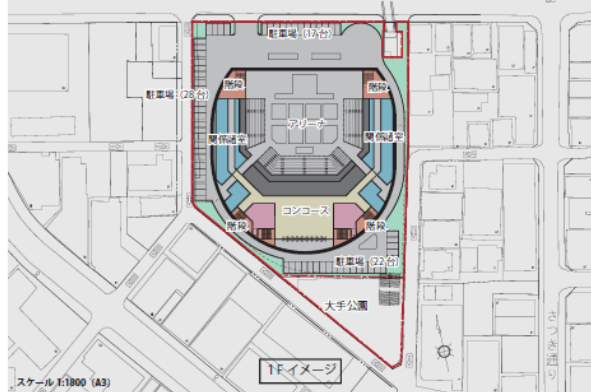 駐車場（17台）
階段
階段
駐車場（28台）
アリーナ
関係諸室
関係諸室
コンコース
階段
階段
駐車場（22台）
大手公園
1Fイメージ
スケール 1:1800（A3）